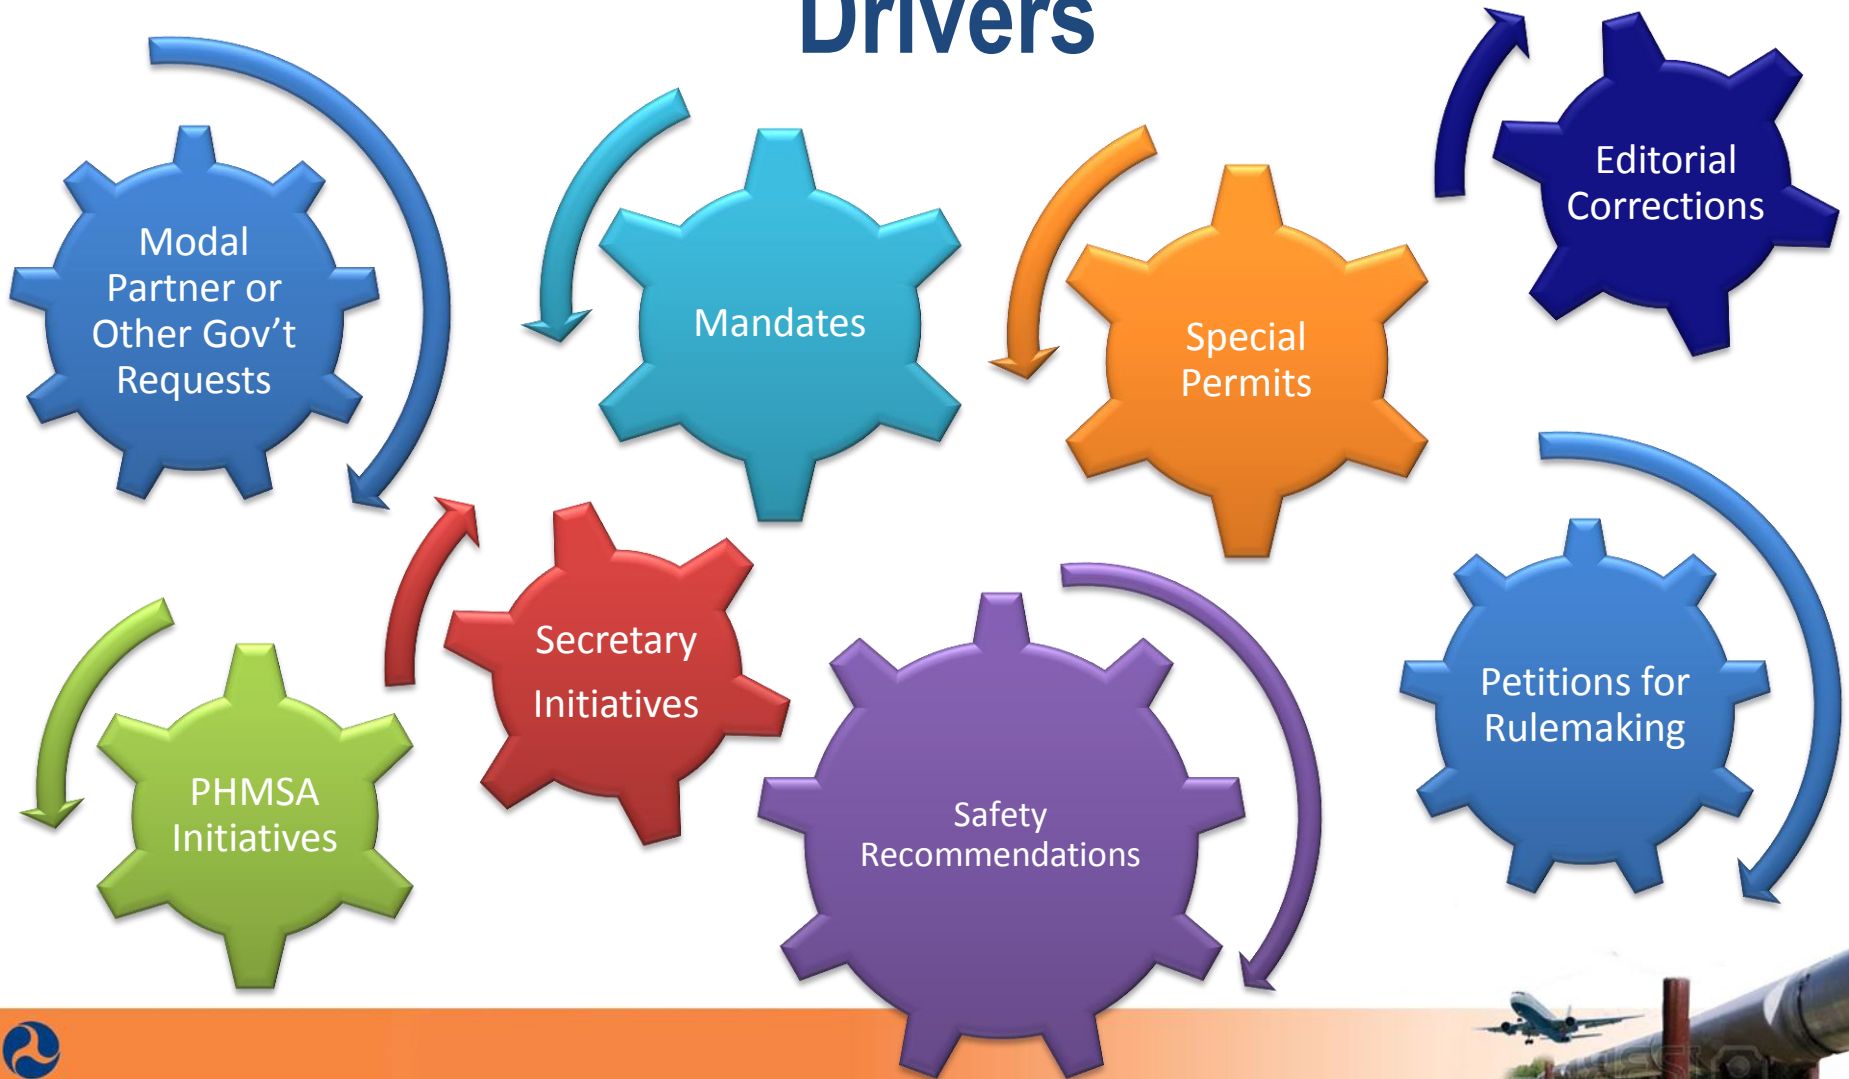 Drivers
Modal
Partner or
Other Gov’t
Requests
Mandates
Special
Permits
Editorial
Corrections
PHMSA
Initiatives
Secretary
Initiatives
Safety
Recommendations
Petitions for
Rulemaking